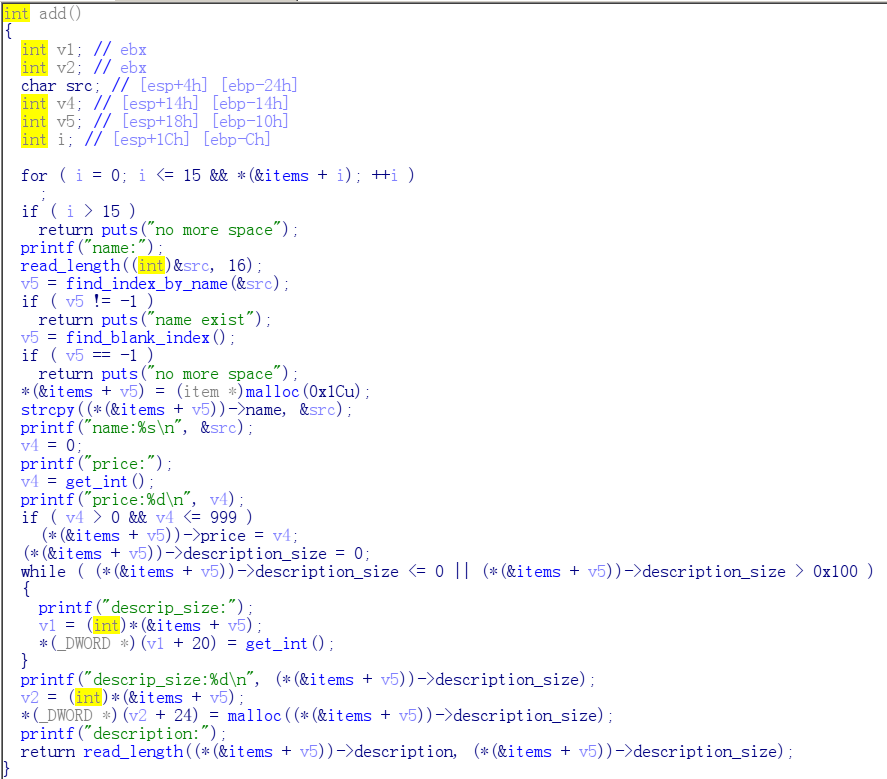 int add()
{
  int v1; // ebx
  int v2; // ebx
  char src; // [esp+4h] [ebp-24h]
  int v4; // [esp+14h] [ebp-14h]
  int v5; // [esp+18h] [ebp-10h]
  int i; // [esp+1Ch] [ebp-Ch]

  for ( i = 0; i <= 15 && *(&items + i); ++i )
    ;
  if ( i > 15 )
    return puts("no more space");
  printf("name:");
  read_length((int)&src, 16);
  v5 = find_index_by_name(&src);
  if ( v5 != -1 )
    return puts("name exist");
  v5 = find_blank_index();
  if ( v5 == -1 )
    return puts("no more space");
  *(&items + v5) = (item *)malloc(0x1Cu);
  strcpy((*(&items + v5))->name, &src);
  printf("name:%s\n", &src);
  v4 = 0;
  printf("price:");
  v4 = get_int();
  printf("price:%d\n", v4);
  if ( v4 > 0 && v4 <= 999 )
    (*(&items + v5))->price = v4;
  (*(&items + v5))->description_size = 0;
  while ( (*(&items + v5))->description_size <= 0 || (*(&items + v5))->description_size > 0x100 )
  {
    printf("descrip_size:");
    v1 = (int)*(&items + v5);
    *(_DWORD *)(v1 + 20) = get_int();
  }
  printf("descrip_size:%d\n", (*(&items + v5))->description_size);
  v2 = (int)*(&items + v5);
  *(_DWORD *)(v2 + 24) = malloc((*(&items + v5))->description_size);
  printf("description:");
  return read_length((*(&items + v5))->description, (*(&items + v5))->description_size);
}